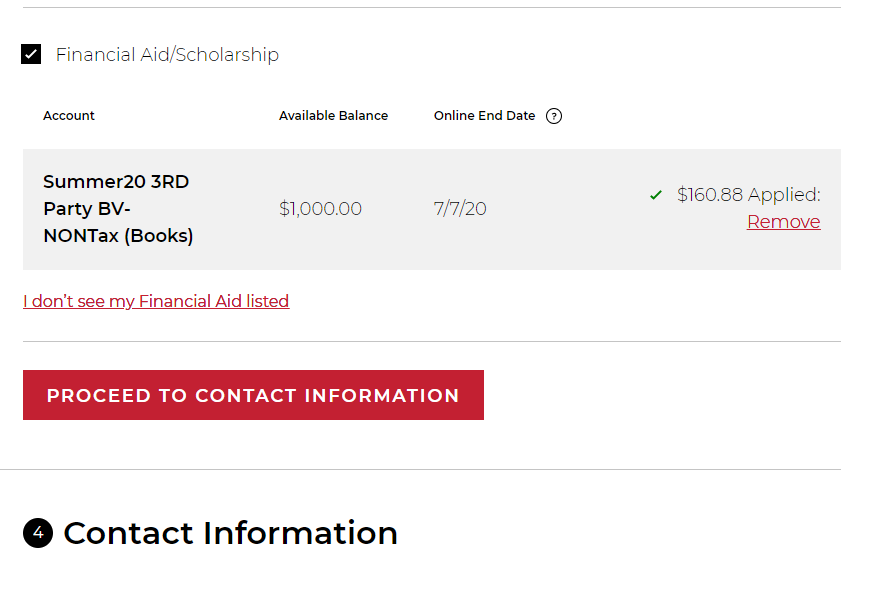 Financial Aid/Scholarship
Account Available Balance Online End Date ?
Summer20 3RD
Party BV-
NONTax (Books)
$1,000.00
7/7/20
$160.88 Applied:
Remove
I don't see my Financial Aid listed
PROCEED TO CONTACT INFORMATION
4 Contact Information